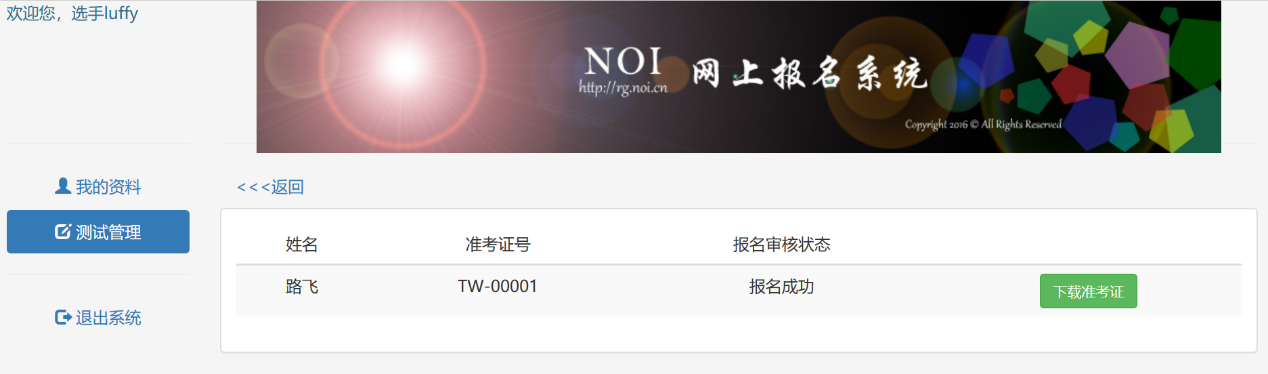 欢迎您，选手luffy
NOI 网上报名系统
http://rg.noi.cn
Copyright 2016 © All Rights Reserved
我的资料
测试管理
退出系统
<<<返回
姓名 准考证号 报名审核状态
路飞 TW-00001 报名成功 下载准考证